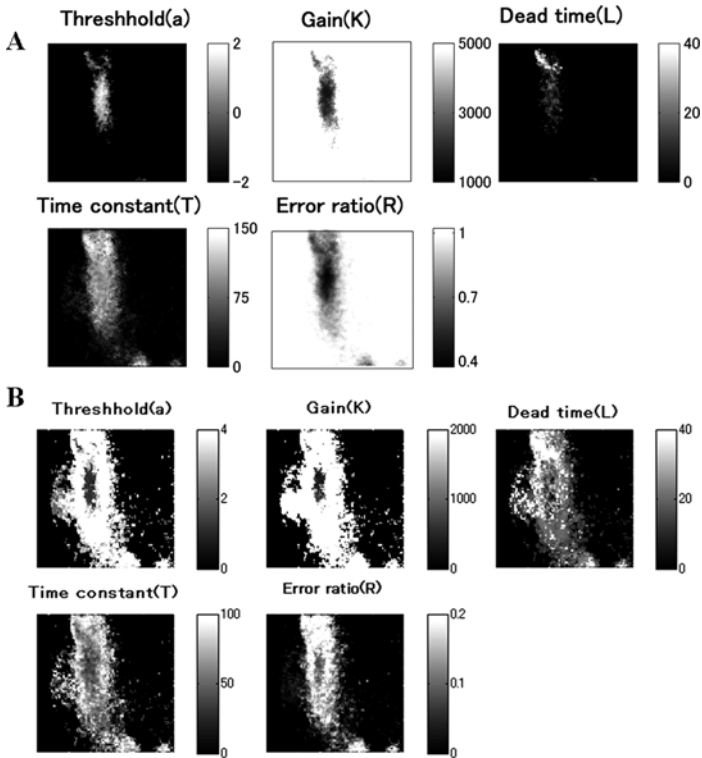 A
Threshhold(a)
Gain(K)
Dead time(L)
2
0
-2
5000
3000
1000
40
20
0
Time constant(T)
Error ratio(R)
150
75
0
1
0.7
0.4
B
Threshhold(a)
Gain(K)
Dead time(L)
4
2
0
2000
1000
0
40
20
0
Time constant(T)
Error ratio(R)
100
50
0
0.2
0.1
0